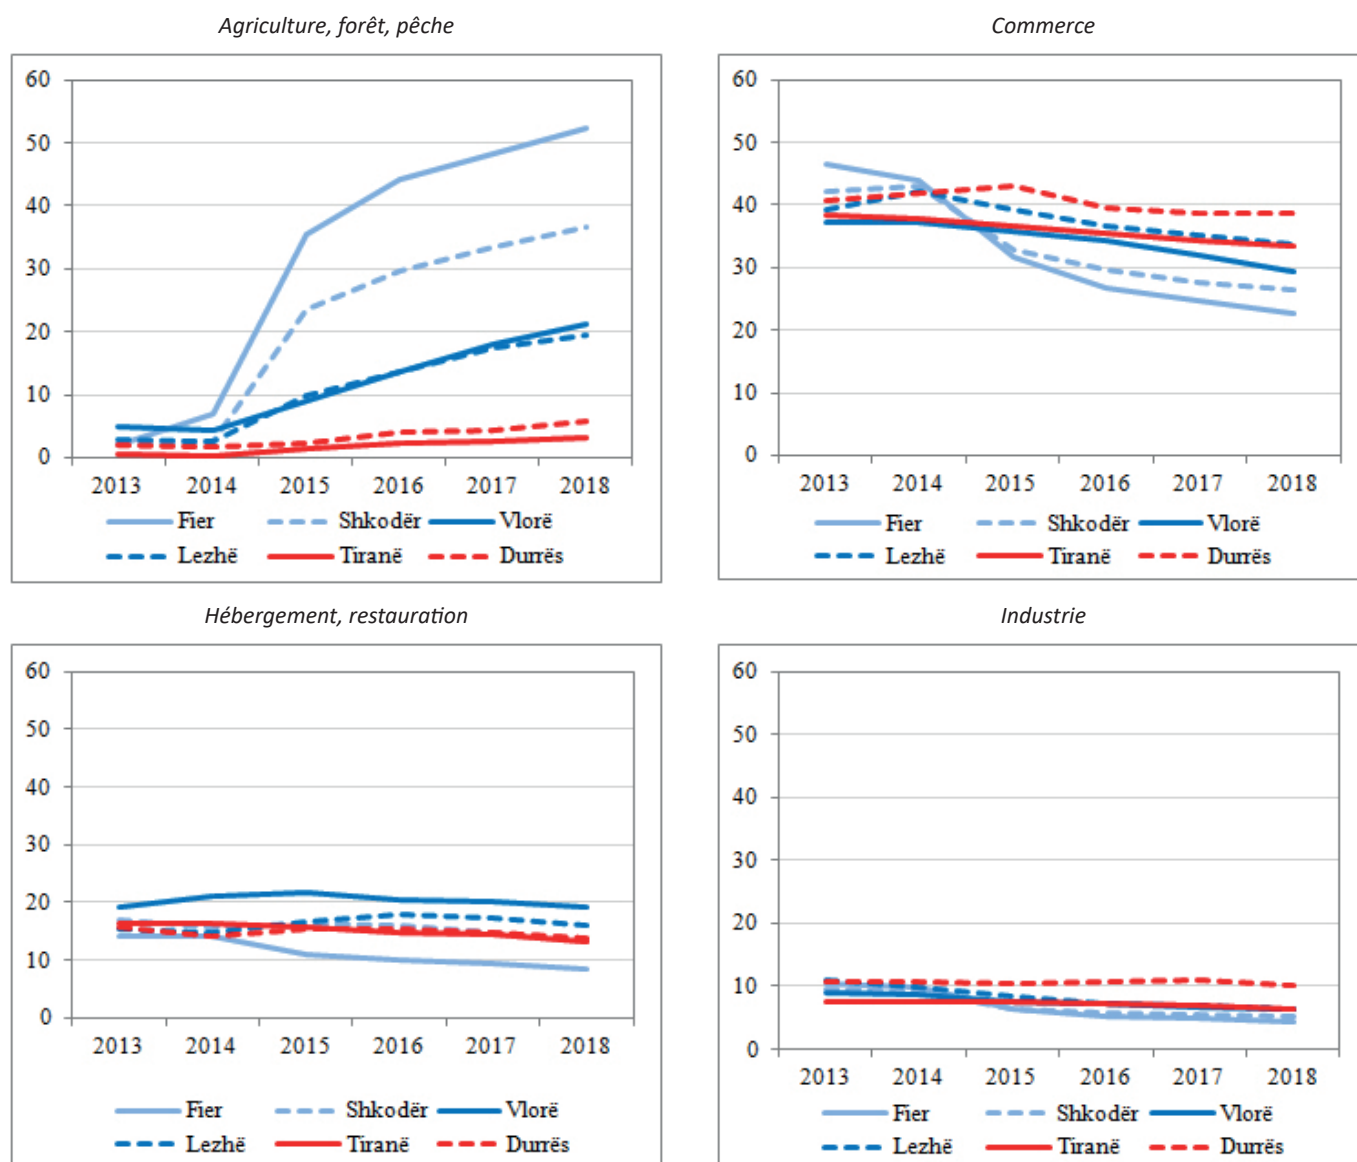 Agriculture, forêt, pêche
60
50
40
30
20
10
0
2013 2014 2015 2016 2017 2018
Fier Shkodër Vlorë
Lezhë Tiranë Durrës
Commerce
60
50
40
30
20
10
0
2013 2014 2015 2016 2017 2018
Fier Shkodër Vlorë
Lezhë Tiranë Durrës
Hébergement, restauration
60
50
40
30
20
10
0
2013 2014 2015 2016 2017 2018
Fier Shkodër Vlorë
Lezhë Tiranë Durrës
Industrie
60
50
40
30
20
10
0
2013 2014 2015 2016 2017 2018
Fier Shkodër Vlorë
Lezhë Tiranë Durrës